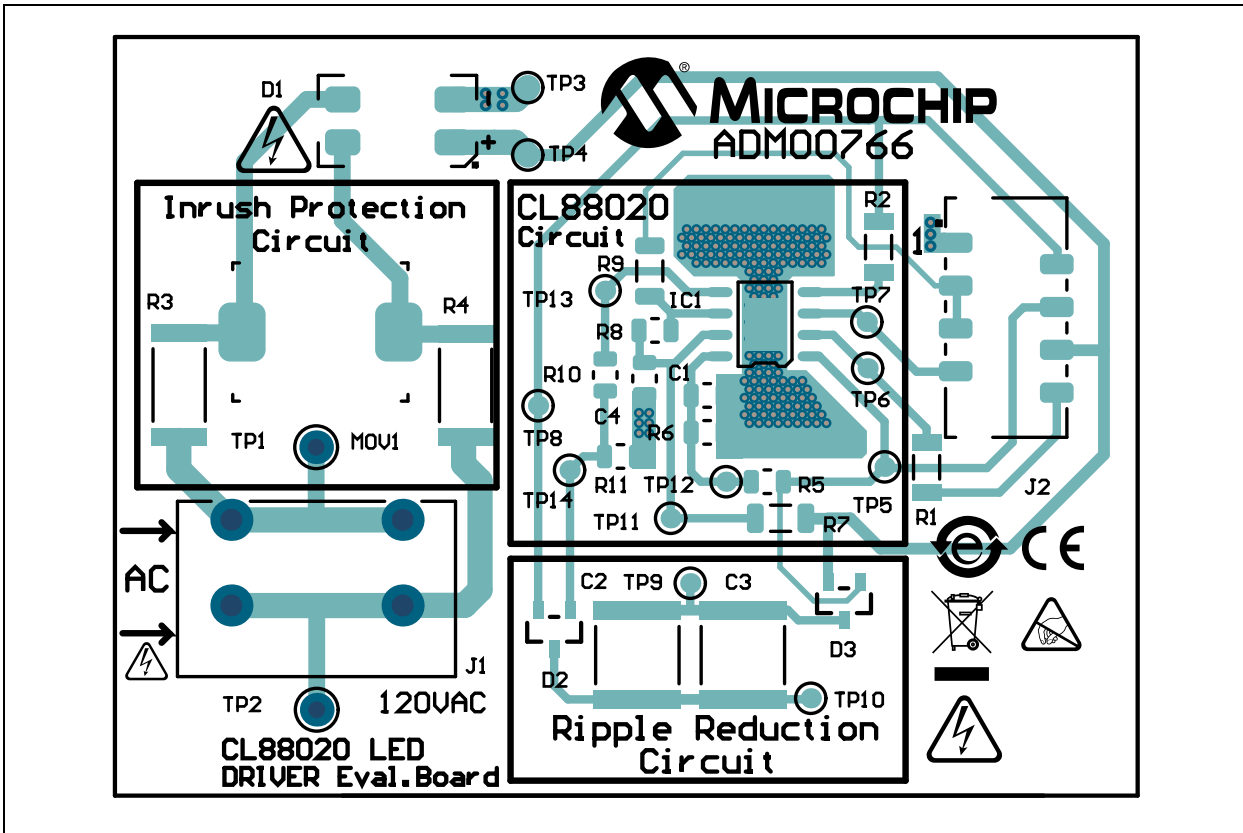 D1
TP3
TP4
- 
+
®
MICROCHIP
ADM00766
Inrush Protection
Circuit
R3
R4
TP1
MOV1
CL88020
Circuit
R9
TP13
IC1
R8
R10
C1
C4
R6
TP8
TP14
R11
TP12
TP11
R5
R7
TP7
TP6
TP5
R2
1
R1
J2
AC
J1
TP2
120VAC
CL88020 LED
DRIVER Eval.Board
C2
TP9
C3
D2
D3
TP10
Ripple Reduction
Circuit
e
CE